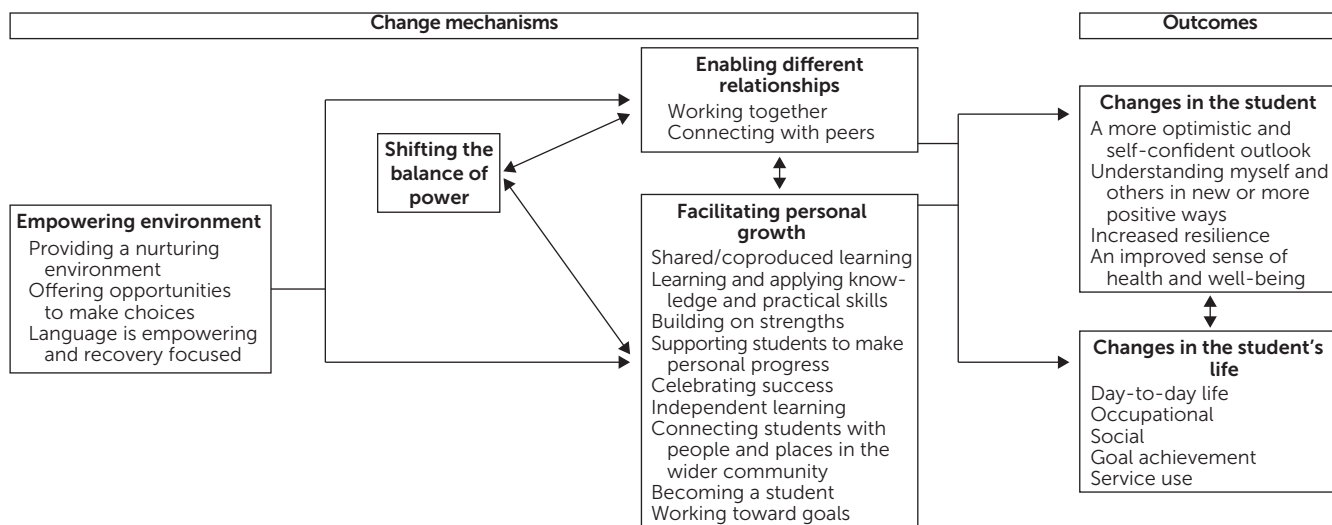 Change mechanisms
Outcomes
Empowering environment
Providing a nurturing
environment
Offering opportunities
to make choices
Language is empowering
and recovery focused
Shifting the
balance of
power
Enabling different
relationships
Working together
Connecting with peers
Facilitating personal
growth
Shared/coproduced learning
Learning and applying know-
ledge and practical skills
Building on strengths
Supporting students to make
personal progress
Celebrating success
Independent learning
Connecting students with
people and places in the
wider community
Becoming a student
Working toward goals
Changes in the student
A more optimistic and
self-confident outlook
Understanding myself and
others in new or more
positive ways
Increased resilience
An improved sense of
health and well-being
Changes in the student’s
life
Day-to-day life
Occupational
Social
Goal achievement
Service use